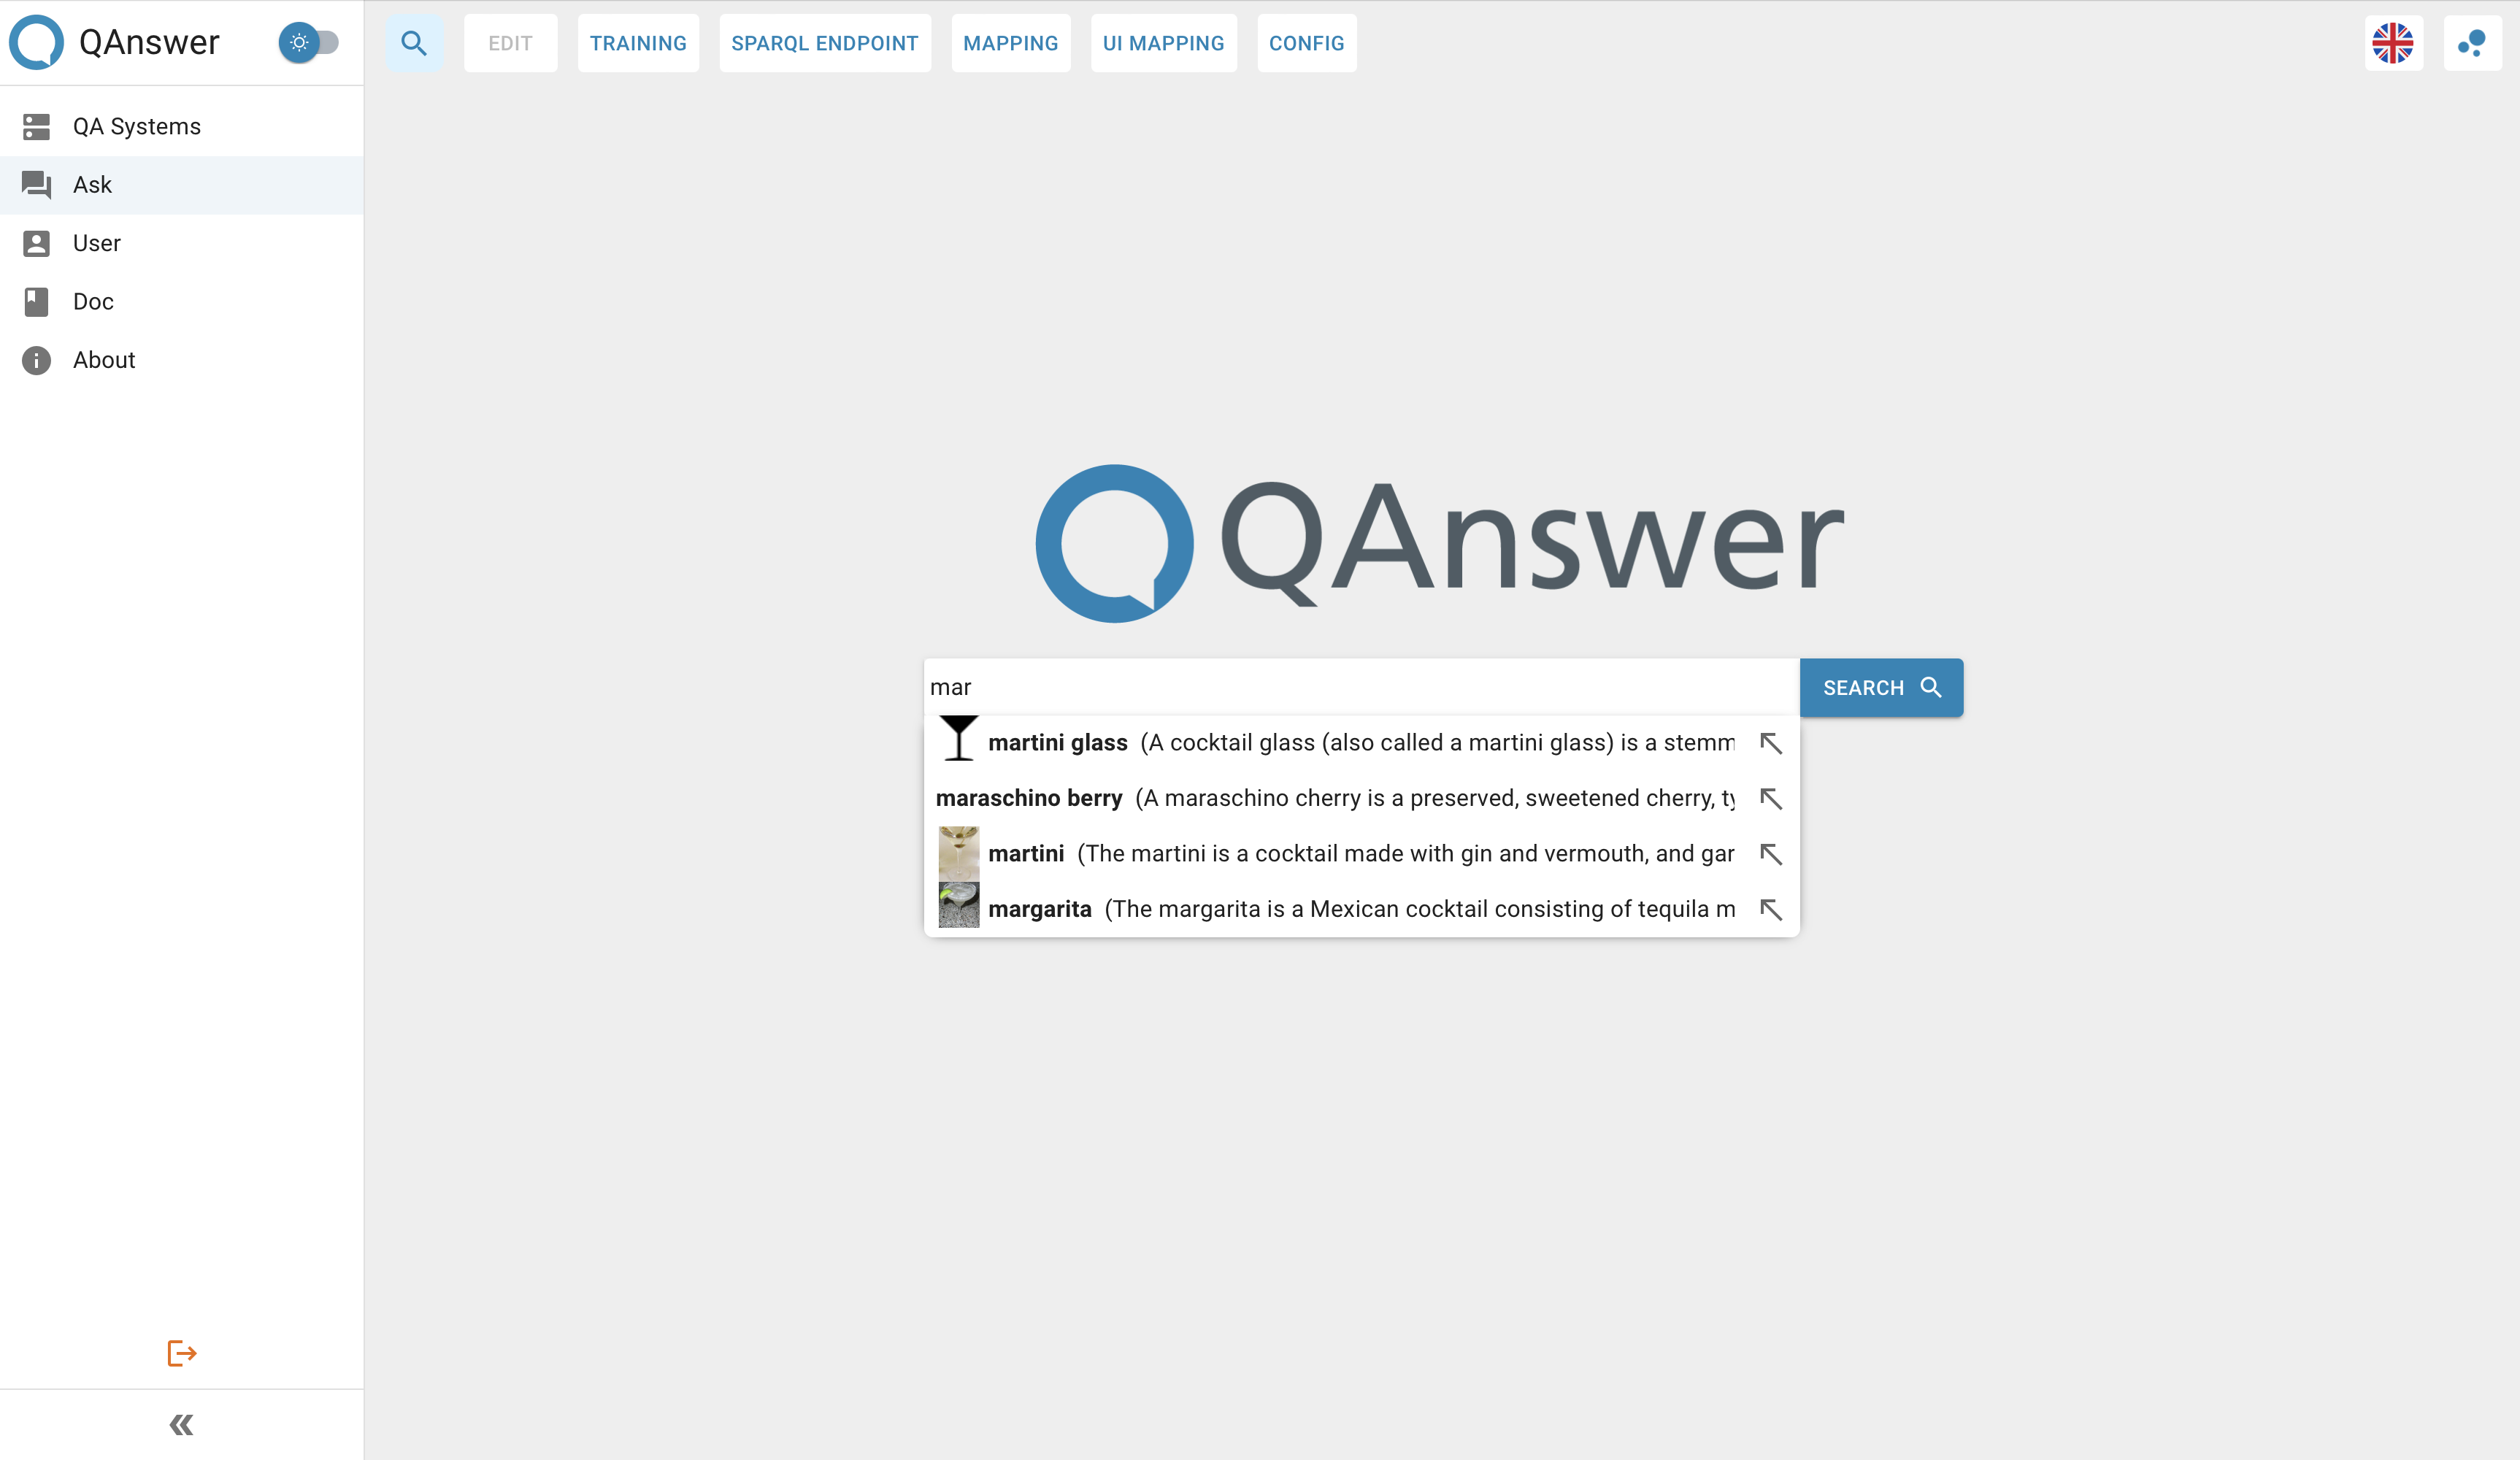 QAnswer
EDIT TRAINING SPARQL ENDPOINT MAPPING UI MAPPING CONFIG
QA Systems
Ask
User
Doc
About
QAnswer
mar
SEARCH
martini glass (A cocktail glass (also called a martini glass) is a stemm
maraschino berry (A maraschino cherry is a preserved, sweetened cherry, ty
martini (The martini is a cocktail made with gin and vermouth, and gar
margarita (The margarita is a Mexican cocktail consisting of tequila m